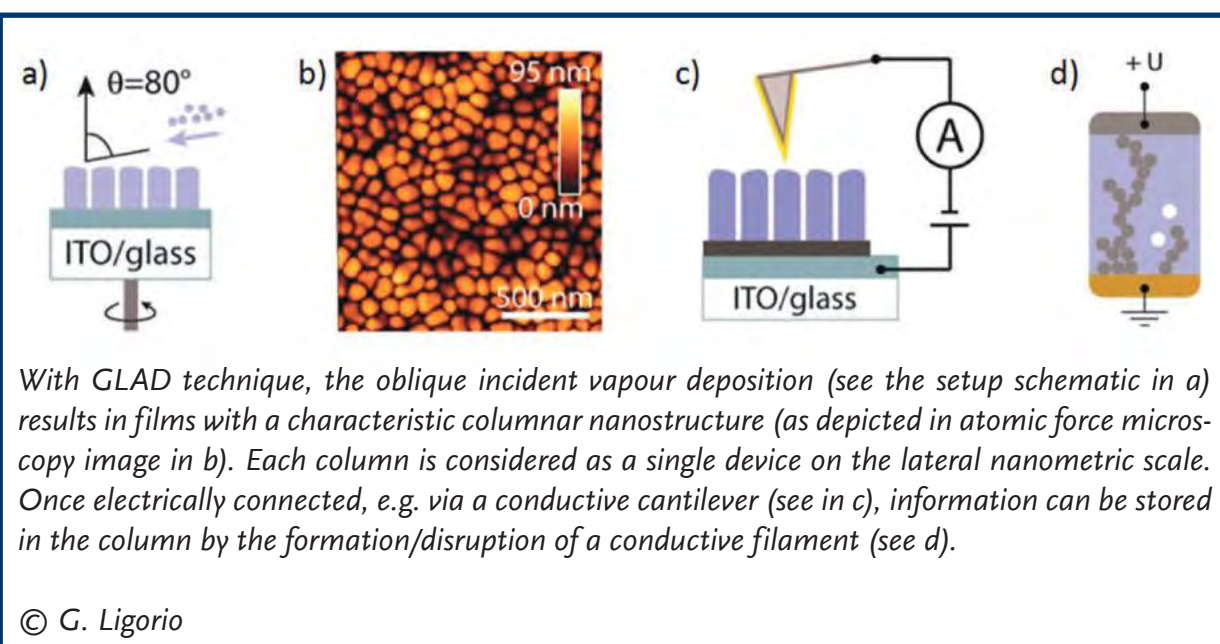 a)
θ=80°
ITO/glass
b)
95 nm
0 nm
500 nm
c)
A
ITO/glass
d)
+ U
With GLAD technique, the oblique incident vapour deposition (see the setup schematic in a)
results in films with a characteristic columnar nanostructure (as depicted in atomic force micros-
copy image in b). Each column is considered as a single device on the lateral nanometric scale.
Once electrically connected, e.g. via a conductive cantilever (see in c), information can be stored
in the column by the formation/disruption of a conductive filament (see d).
© G. Ligorio